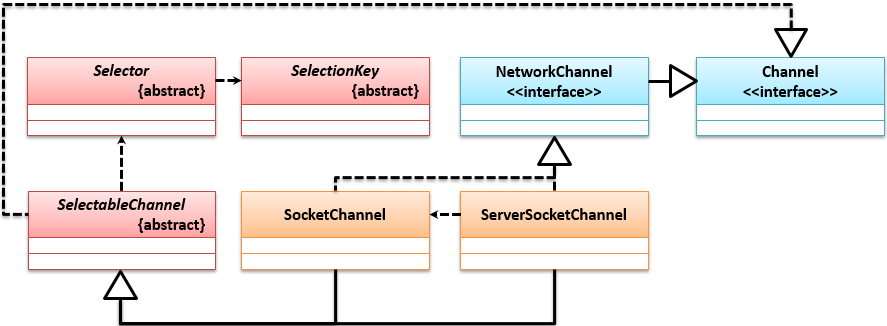 Selector
{abstract}
SelectionKey
{abstract}
NetworkChannel
<<interface>>
Channel
<<interface>>
SelectableChannel
{abstract}
SocketChannel
ServerSocketChannel